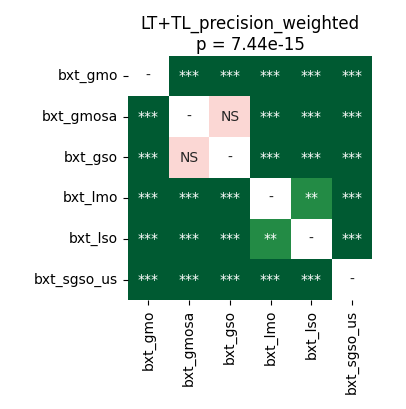 LT+TL_precision_weighted
p = 7.44e-15
bxt_gmo - *** *** *** *** ***
bxt_gmosa *** - NS *** *** ***
bxt_gso *** NS - *** *** ***
bxt_lmo *** *** *** - ** ***
bxt_lso *** *** *** ** - ***
bxt_sgso_us *** *** *** *** *** -
bxt_gmo
bxt_gmosa
bxt_gso
bxt_lmo
bxt_lso
bxt_sgso_us